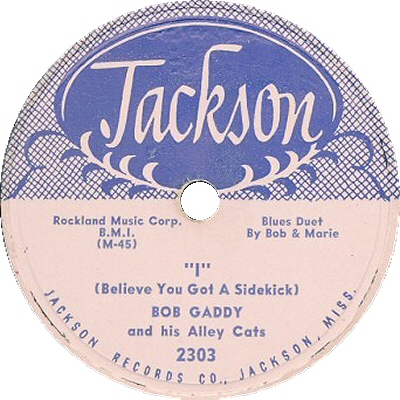 Jackson
Rockland Music Corp.
B.M.I.
(M-45)
Blues Duet
By Bob & Marie
"I"
(Believe You Got A Sidekick)
BOB GADDY
and his Alley Cats
2303
JACKSON RECORDS CO., JACKSON, MISS.